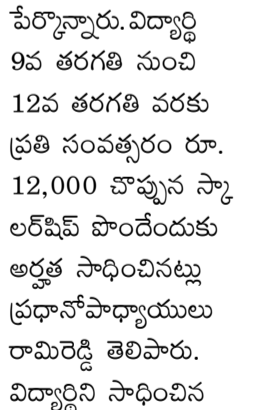 పేర్కొన్నారు. విద్యార్థి
9వ తరగతి నుంచి
12వ తరగతి వరకు
ప్రతి సంవత్సరం రూ.
12,000 చొప్పున స్కా
లర్‌షిప్ పొందేందుకు
అర్హత సాధించినట్లు
ప్రధానోపాధ్యాయులు
రామిరెడ్డి తెలిపారు.
విద్యార్థిని సాధించిన